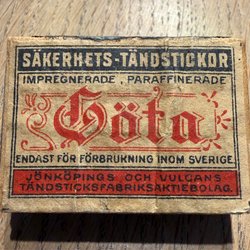 SÄKERHETS-TÄNDSTICKOR
IMPREGNERADE, PARAFFINERADE
Göta
ENDAST FÖR FÖRBRUKNING INOM SVERIGE
JÖNKÖPINGS OCH VULCANS
TÄNDSTICKSFABRIKSAKTIEBOLAG.